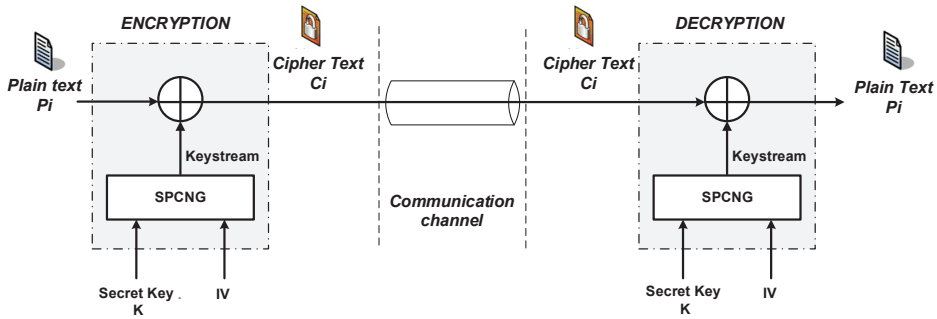 ENCRYPTION
DECRYPTION
Plain text
Pi
Cipher Text
Ci
Cipher Text
Ci
Plain Text
Pi
Keystream
Keystream
SPCNG
SPCNG
Communication
channel
Secret Key .
K
IV
Secret Key
K
IV